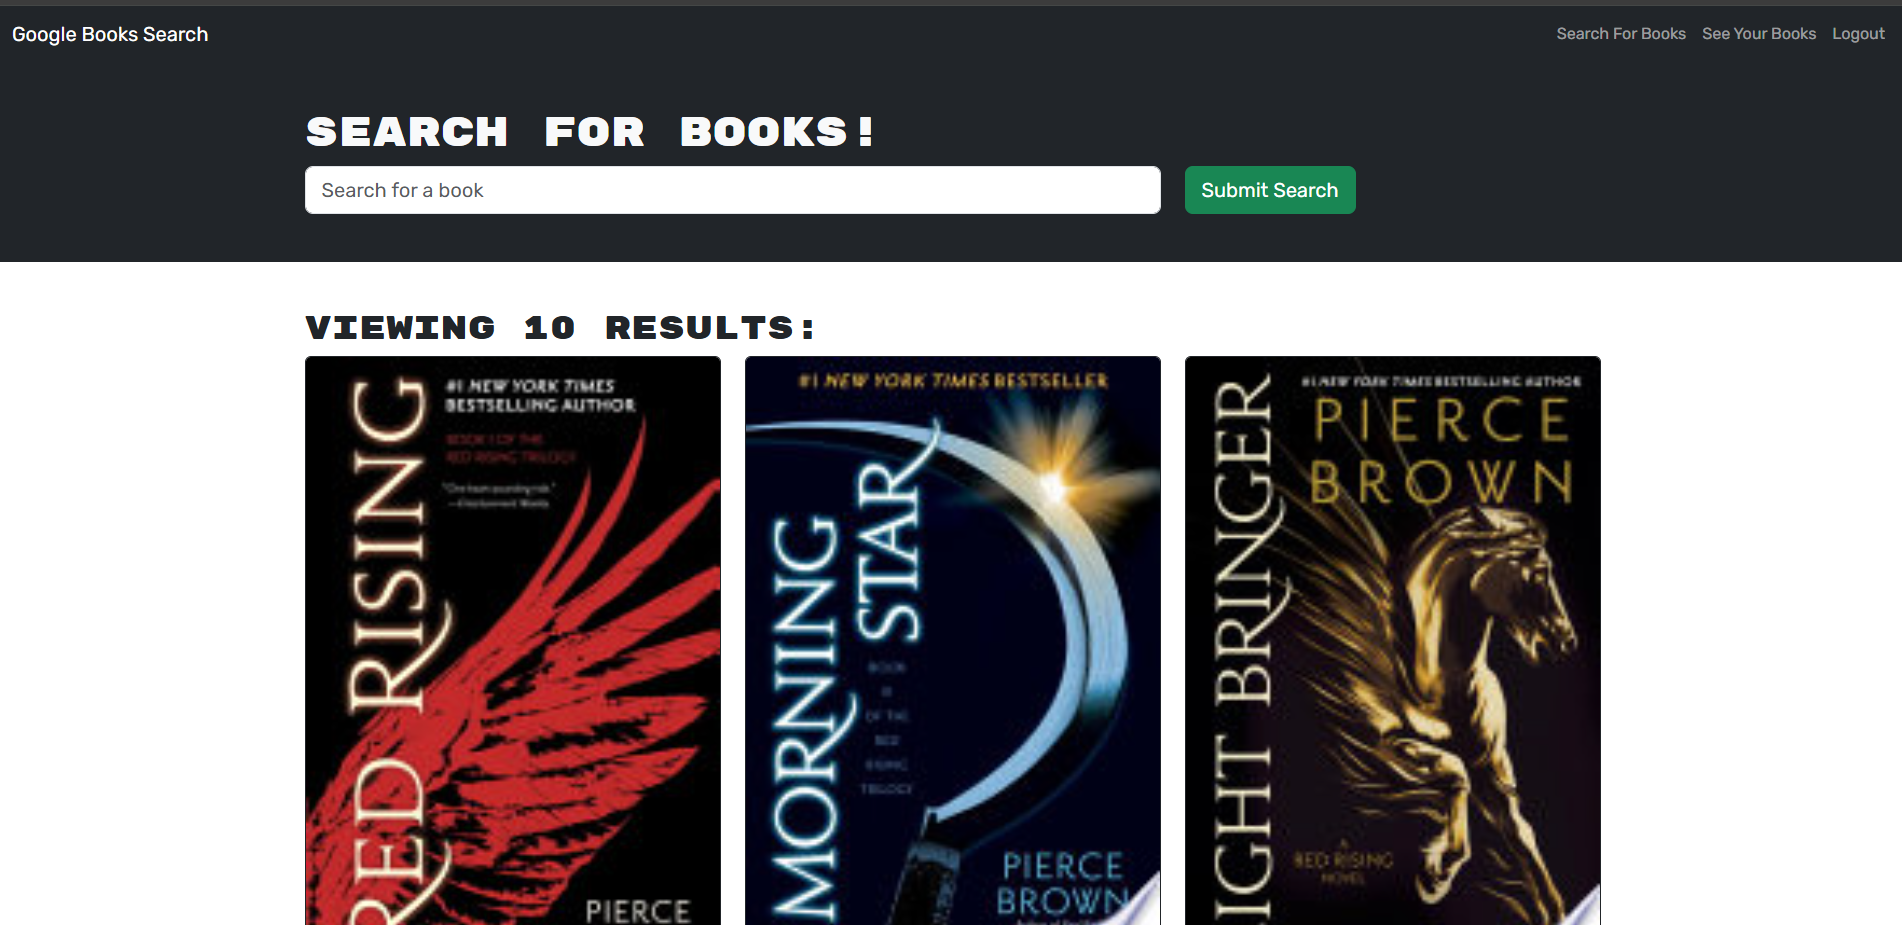 Google Books Search
Search For Books See Your Books Logout
SEARCH FOR BOOKS!
Search for a book
Submit Search
VIEWING 10 RESULTS:
RED RISING
#1 NEW YORK TIMES
BESTSELLING AUTHOR
BOOK I OF THE
RED RISING TRILOGY
PIERCE
#1 NEW YORK TIMES BESTSELLER
MORNING
STAR
BOOK
III
OF THE
RED
RISING
TRILOGY
PIERCE
BROWN
#1 NEW YORK TIMES BESTSELLING AUTHOR
PIERCE
BROWN
IGHT BRINGER
A
RED RISING
NOVEL